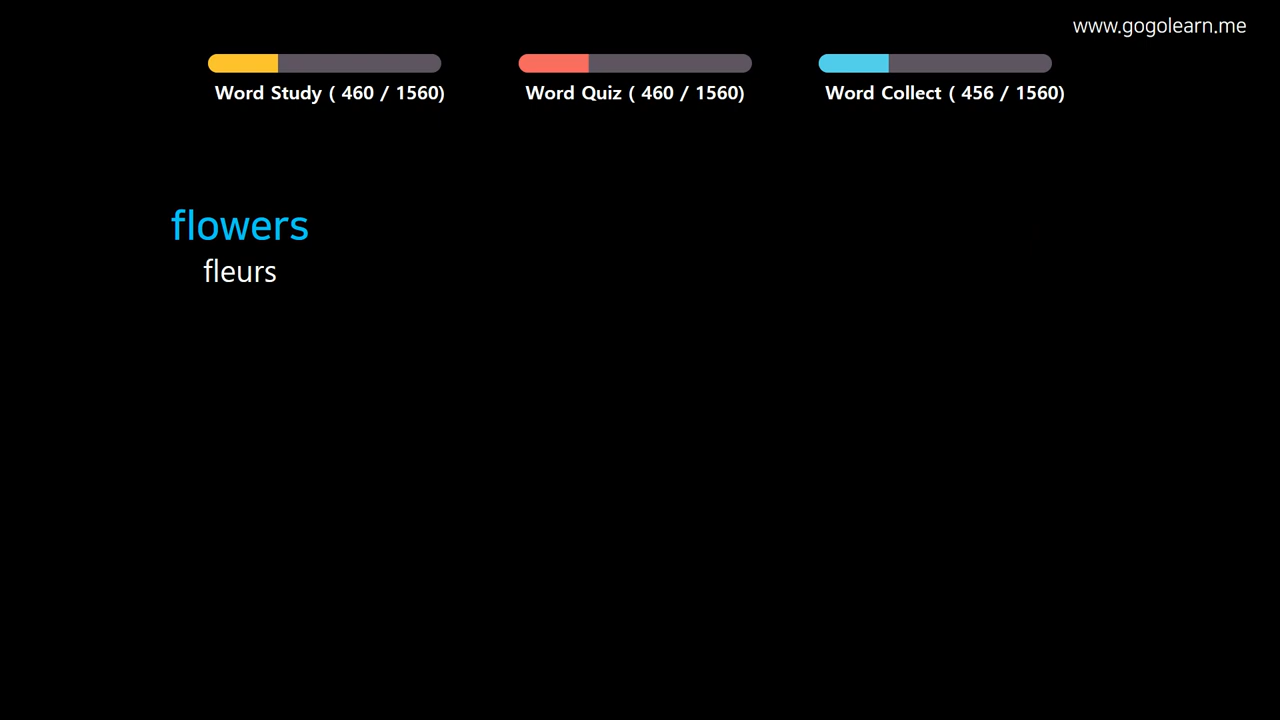 www.gogolearn.me
Word Study ( 460 / 1560)
Word Quiz ( 460 / 1560)
Word Collect ( 456 / 1560)
flowers
fleurs